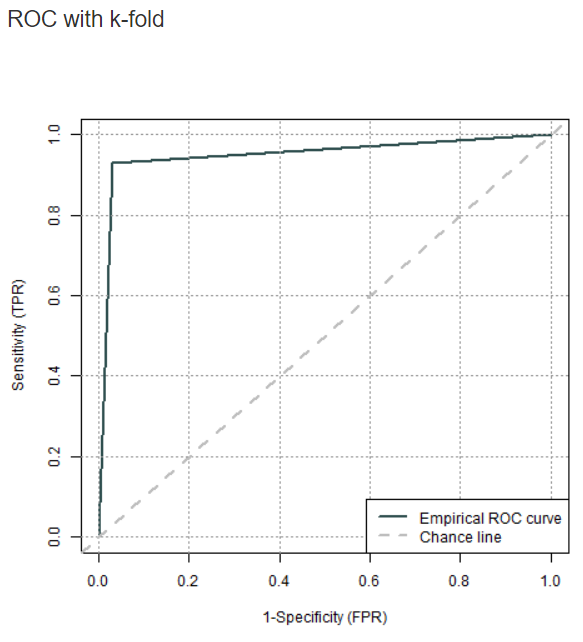 ROC with k-fold
1.0
0.8
0.6
0.4
0.2
0.0
Sensitivity (TPR)
Empirical ROC curve
Chance line
0.0 0.2 0.4 0.6 0.8 1.0
1-Specificity (FPR)